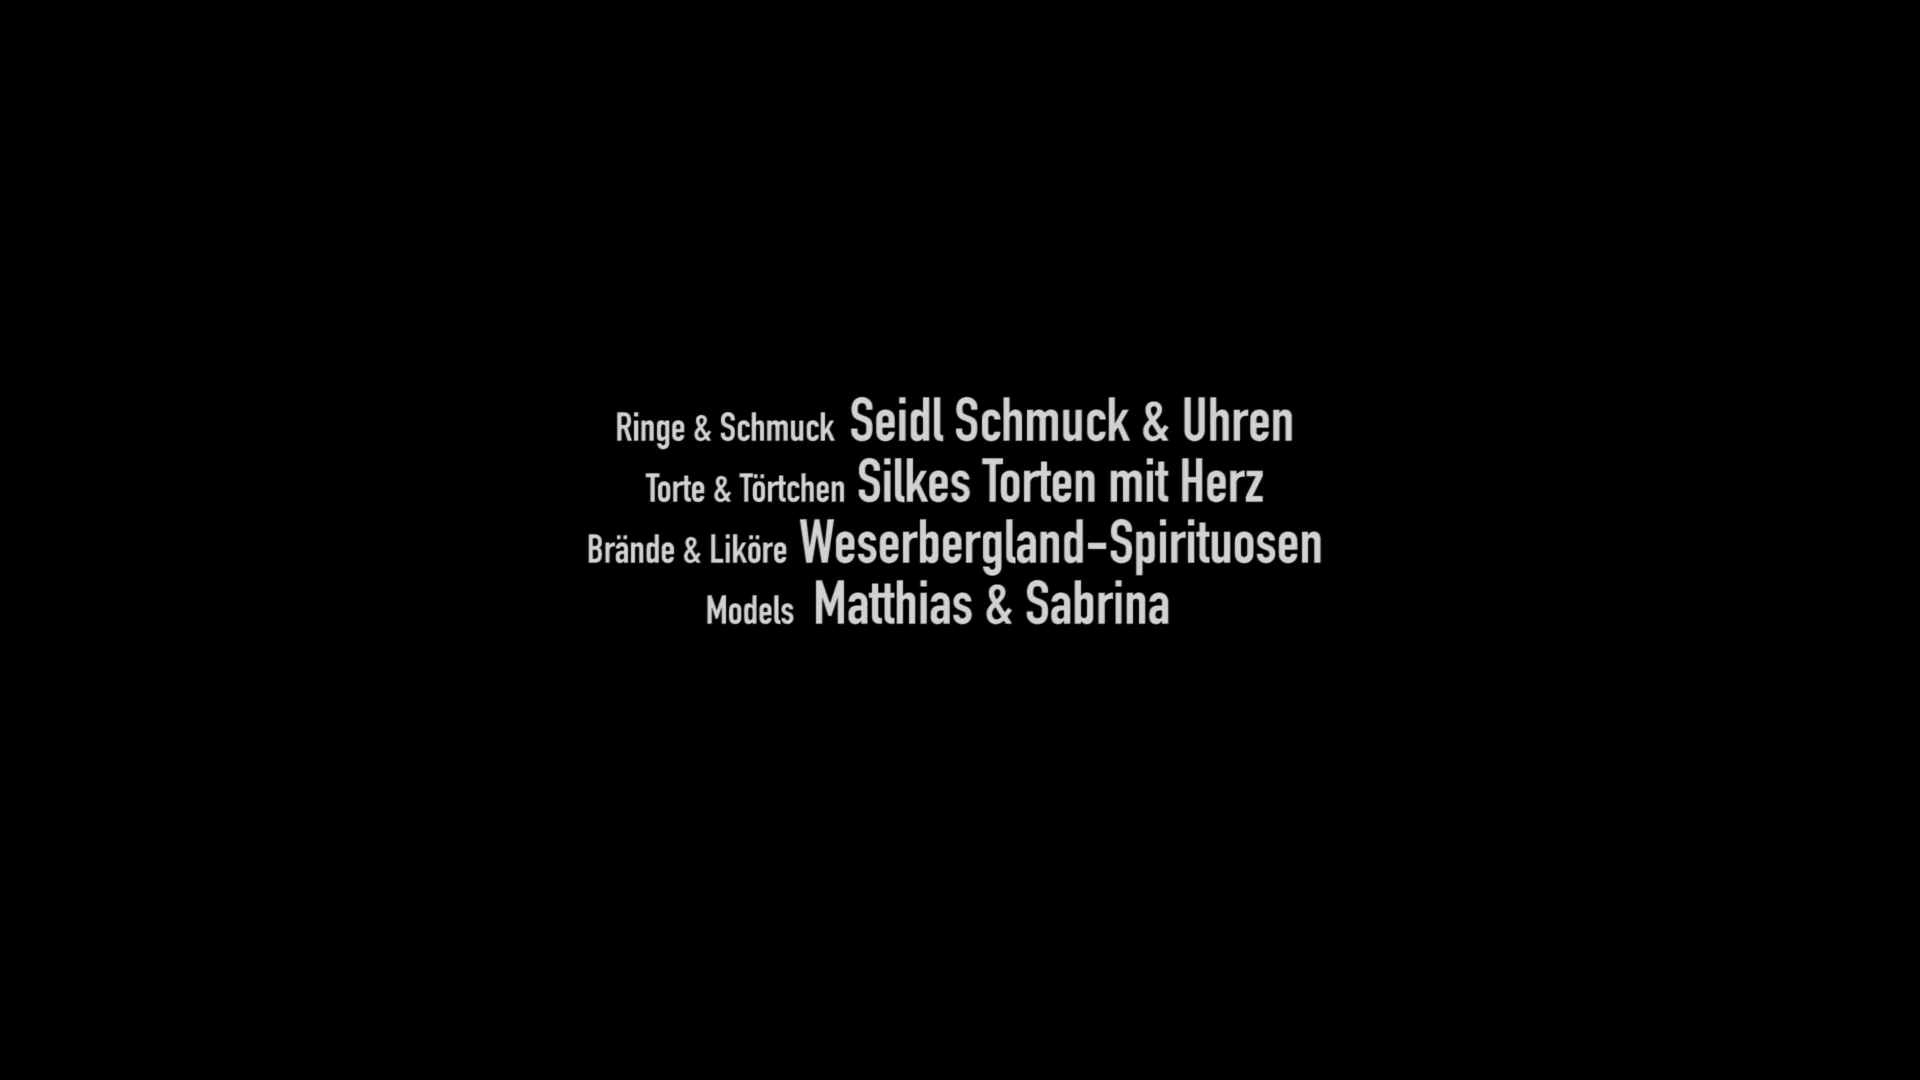 Ringe & Schmuck Seidl Schmuck & Uhren
Torte & Törtchen Silkes Torten mit Herz
Brände & Liköre Weserbergland-Spirituosen
Models Matthias & Sabrina